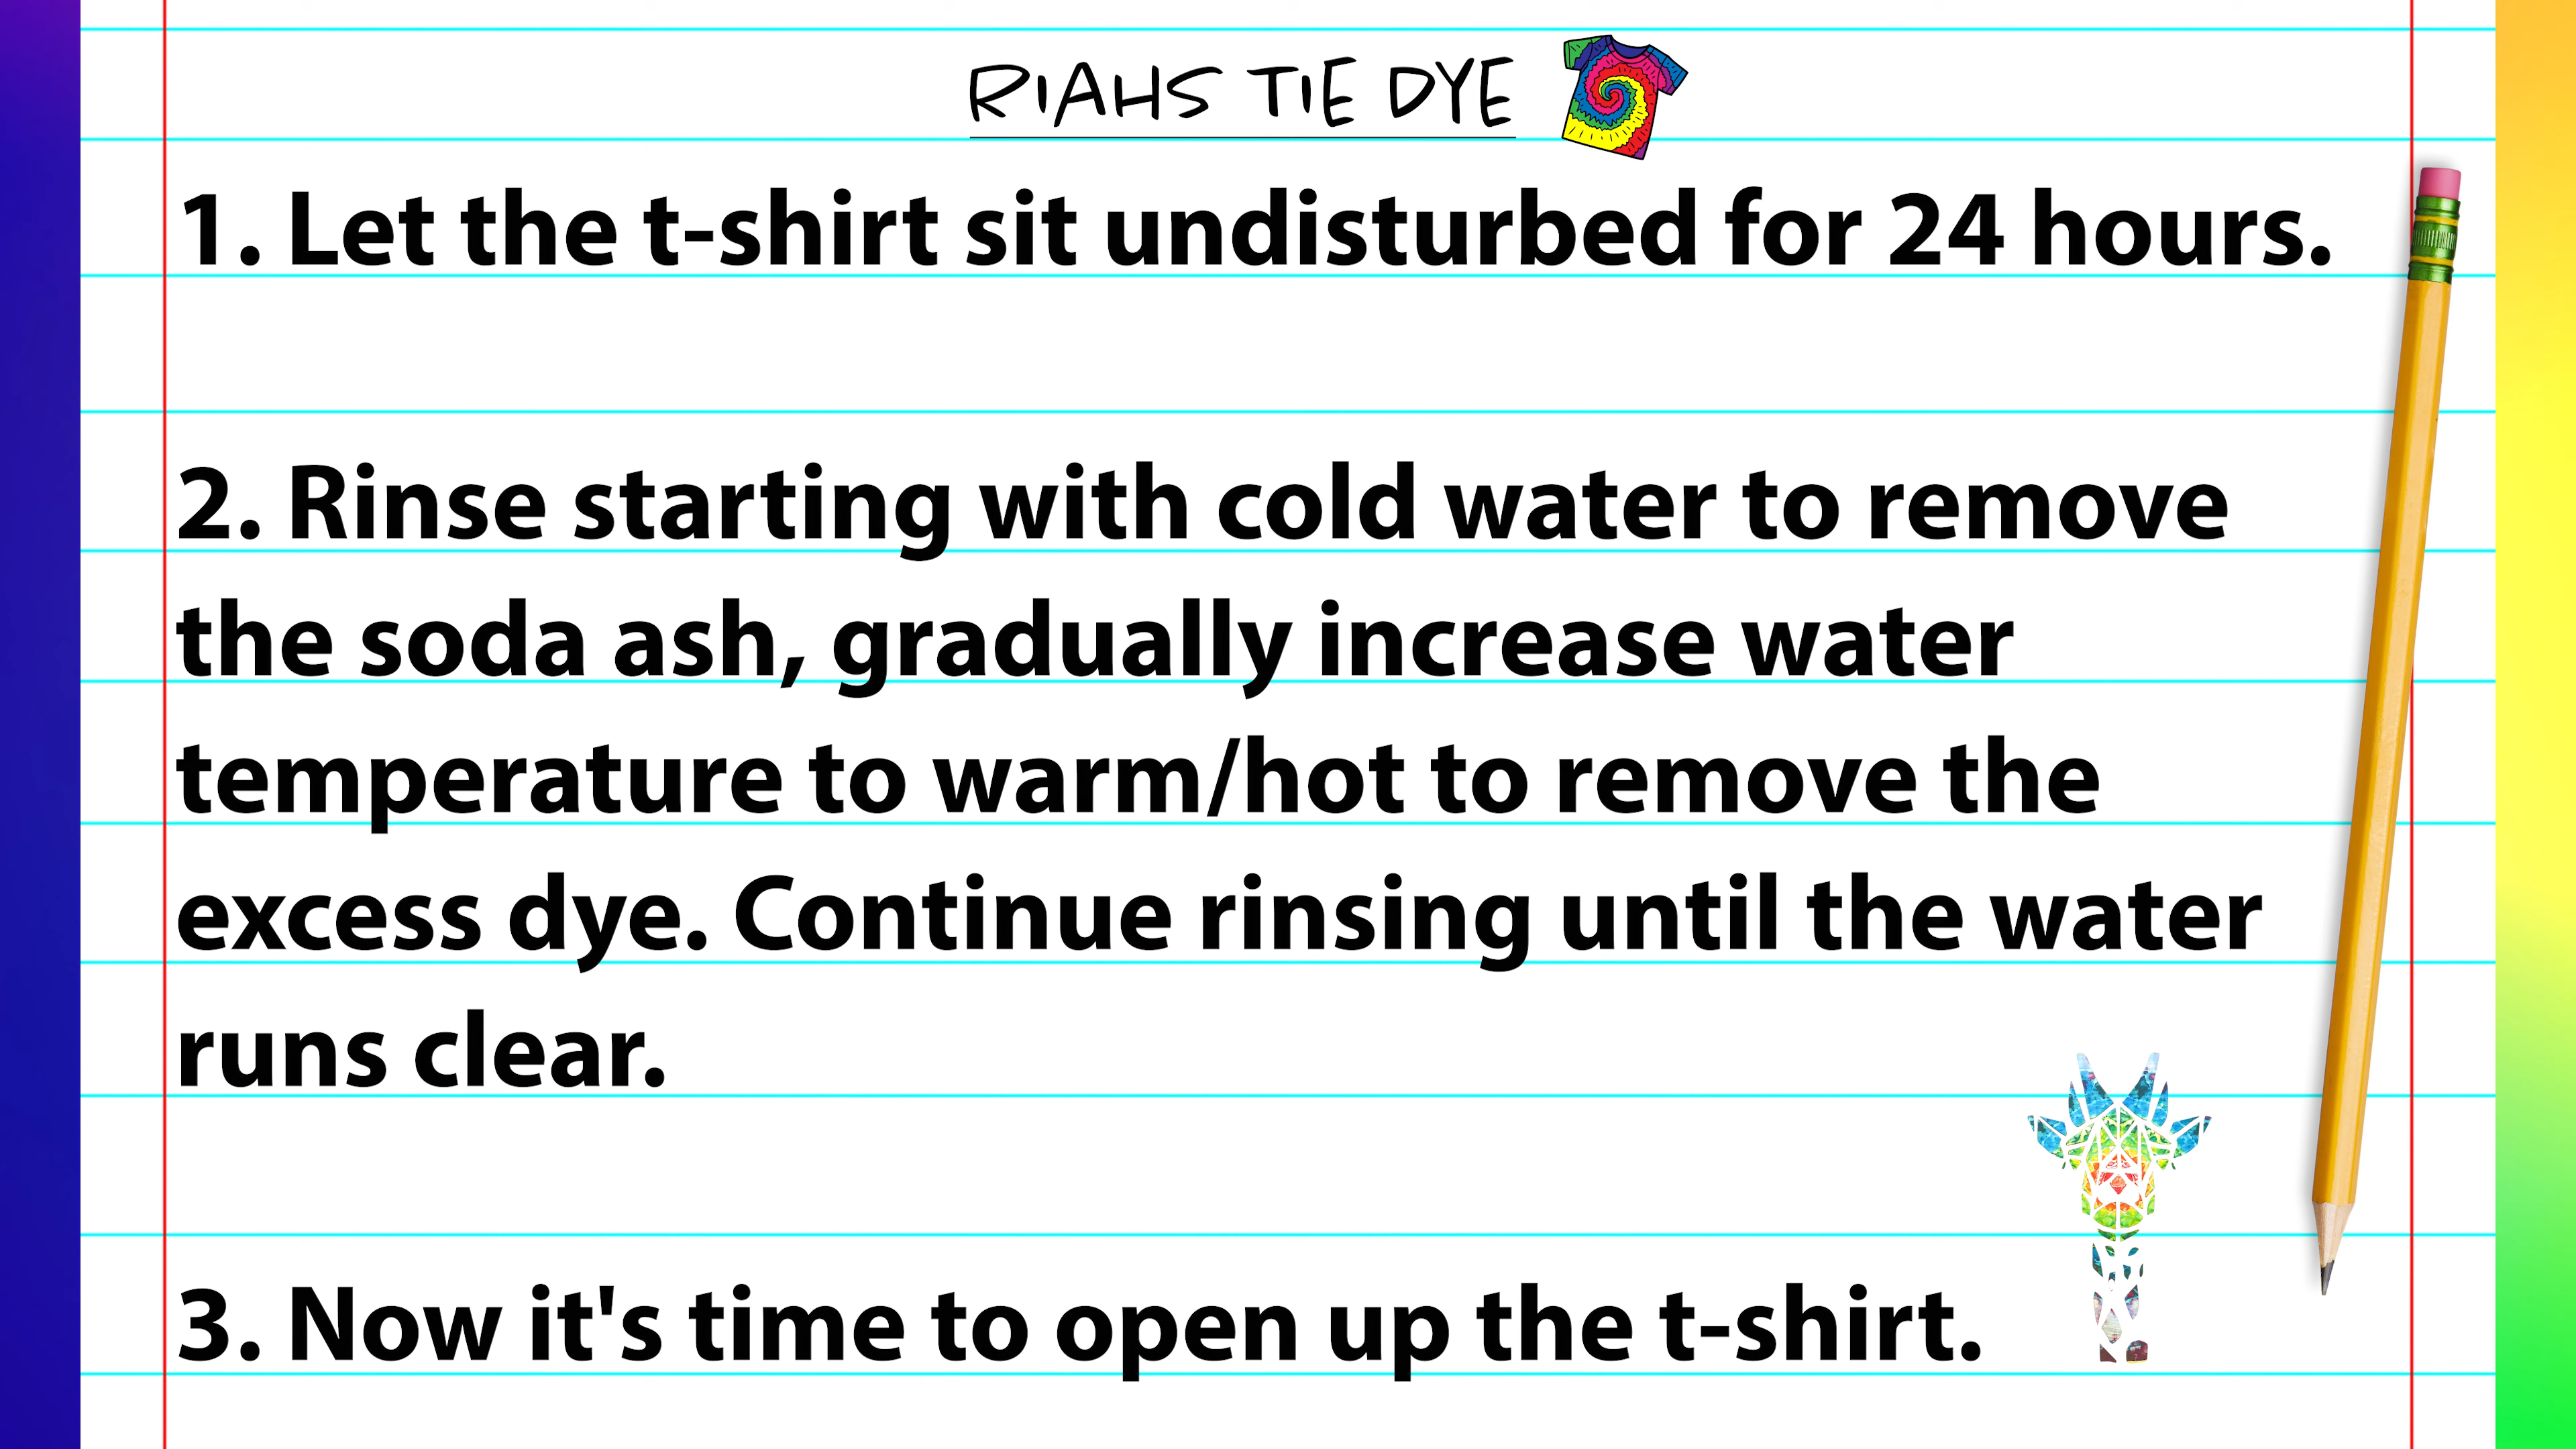 RIAHS TIE DYE
1. Let the t-shirt sit undisturbed for 24 hours.
2. Rinse starting with cold water to remove
the soda ash, gradually increase water
temperature to warm/hot to remove the
excess dye. Continue rinsing until the water
runs clear.
3. Now it's time to open up the t-shirt.